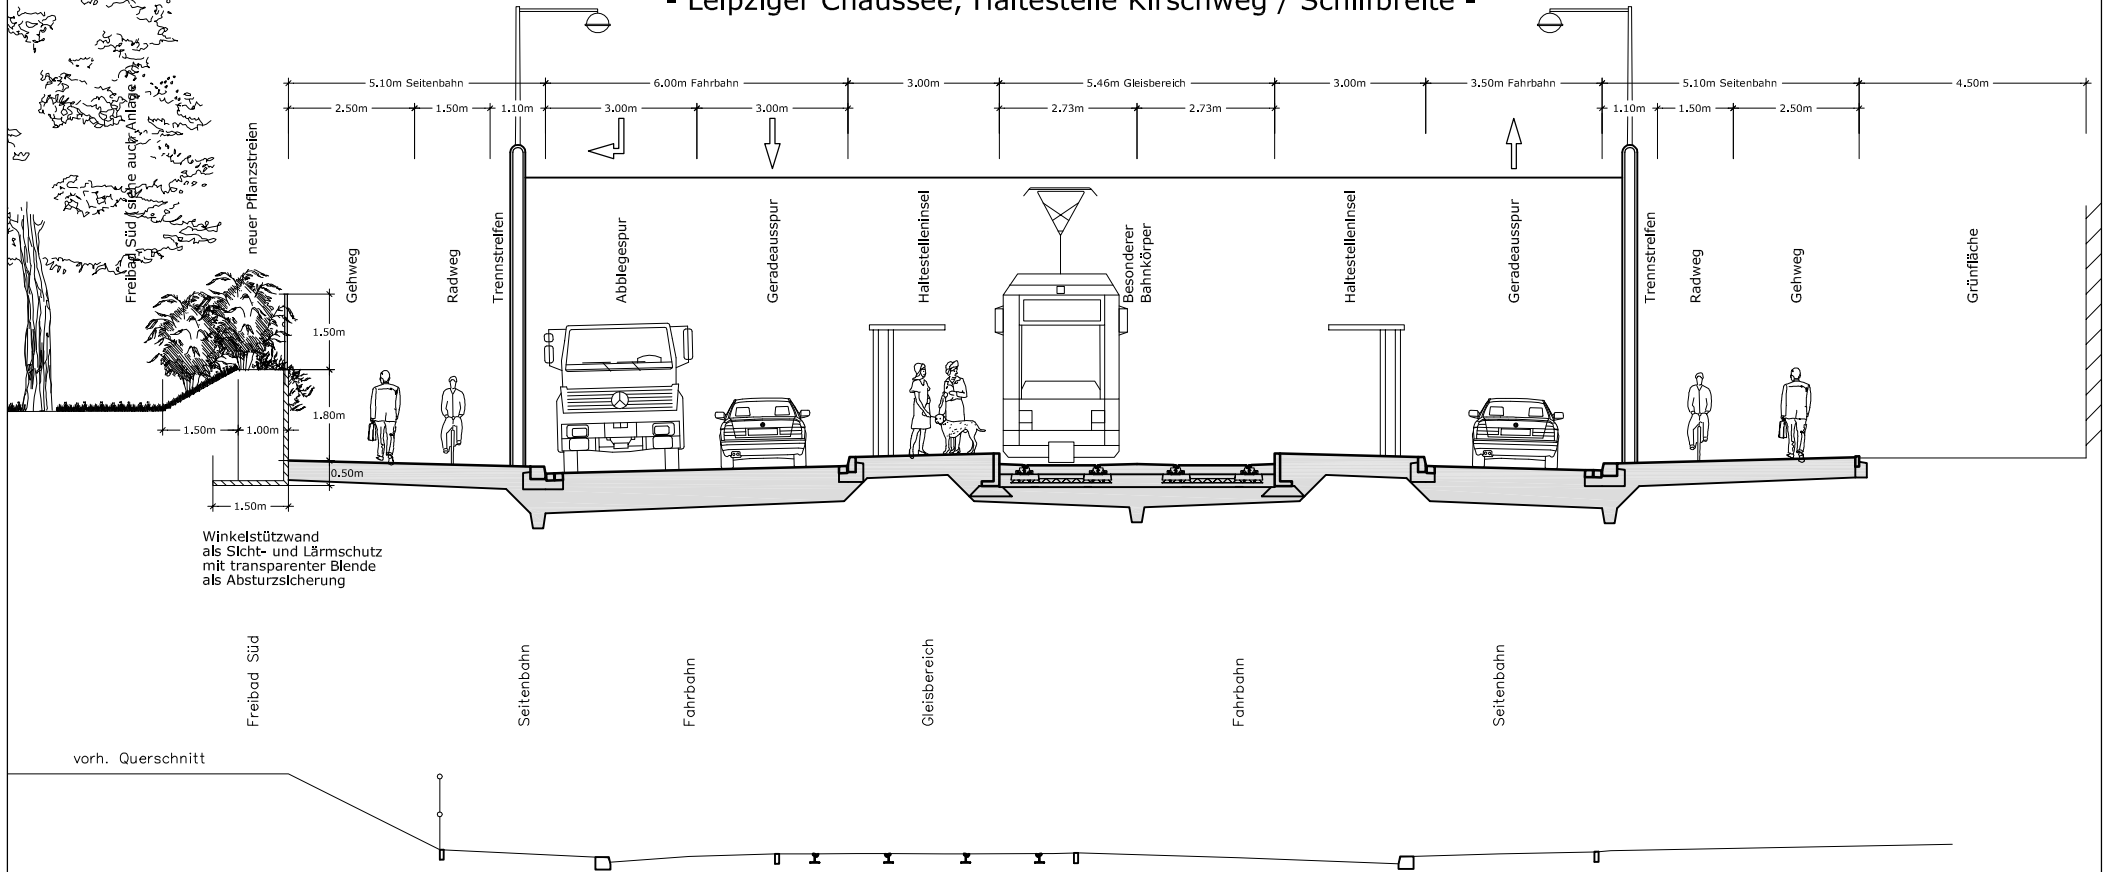 - Leipziger Chaussee, Haltestelle Kirschweg / Schilfbreite -
5.10m Seitenbahn
6.00m Fahrbahn
3.00m
5.46m Gleisbereich
3.00m
3.50m Fahrbahn
5.10m Seitenbahn
4.50m
2.50m
1.50m
1.10m
3.00m
3.00m
2.73m
2.73m
1.10m
1.50m
2.50m
Freibad Süd (siehe auch Anlage
neuer Pflanzstreien
Gehweg
Radweg
Trennstreifen
Abbiegespur
Geradeausspur
Haltestelleninsel
Besonderer
Bahnkörper
Haltestelleninsel
Geradeausspur
Trennstreifen
Radweg
Gehweg
Grünfläche
1.50m
1.80m
1.50m
1.00m
0.50m
1.50m
Winkelstützwand
als Sicht- und Lärmschutz
mit transparenter Blende
als Absturzsicherung
Freibad Süd
Seitenbahn
Fahrbahn
Gleisbereich
Fahrbahn
Seitenbahn
vorh. Querschnitt